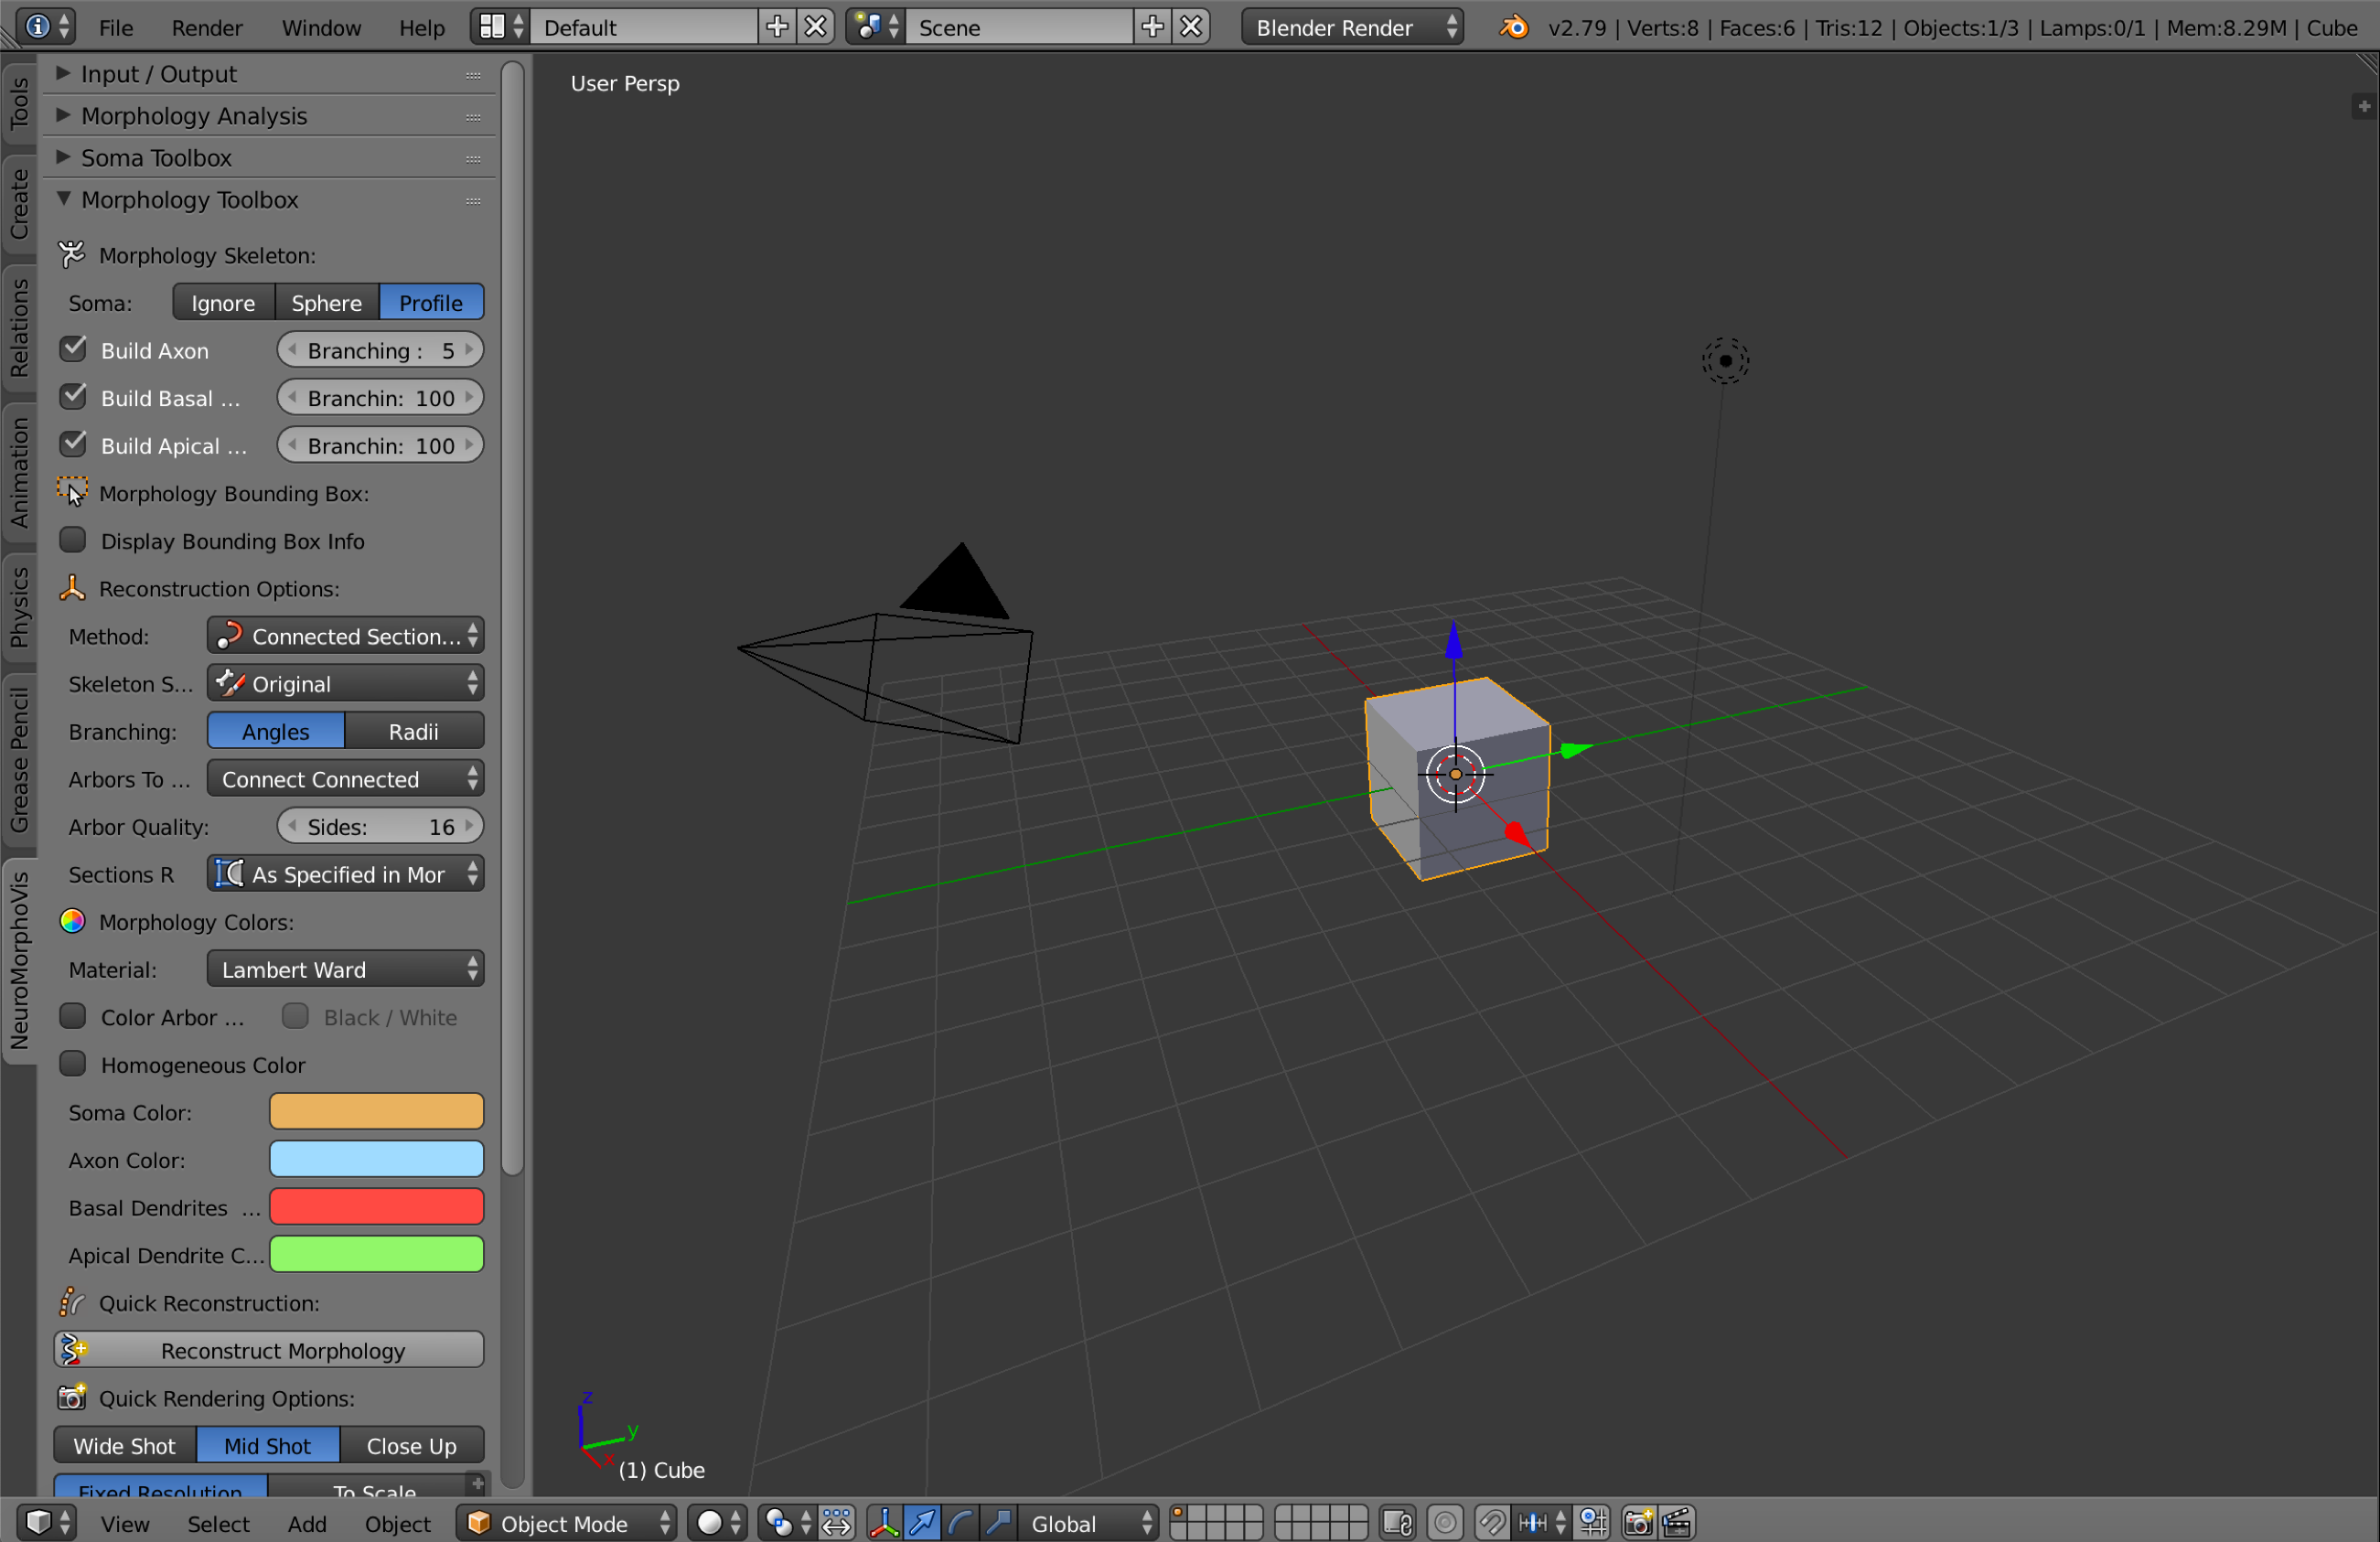 File Render Window Help Default Scene Blender Render v2.79 | Verts:8 | Faces:6 | Tris:12 | Objects:1/3 | Lamps:0/1 | Mem:8.29M | Cube
Tools
Create
Relations
Animation
Physics
Grease Pencil
NeuroMorphoVis
Input / Output
Morphology Analysis
Soma Toolbox
Morphology Toolbox
Morphology Skeleton:
Soma: Ignore Sphere Profile
Build Axon Branching : 5
Build Basal ... Branchin: 100
Build Apical ... Branchin: 100
Morphology Bounding Box:
Display Bounding Box Info
Reconstruction Options:
Method: Connected Section...
Skeleton S... Original
Branching: Angles Radii
Arbors To ... Connect Connected
Arbor Quality: Sides: 16
Sections R As Specified in Mor
Morphology Colors:
Material: Lambert Ward
Color Arbor ... Black / White
Homogeneous Color
Soma Color:
Axon Color:
Basal Dendrites ...
Apical Dendrite C...
Quick Reconstruction:
Reconstruct Morphology
Quick Rendering Options:
Wide Shot Mid Shot Close Up
Fixed Resolution To Scale
User Persp
z
y
x
(1) Cube
View Select Add Object Object Mode Global